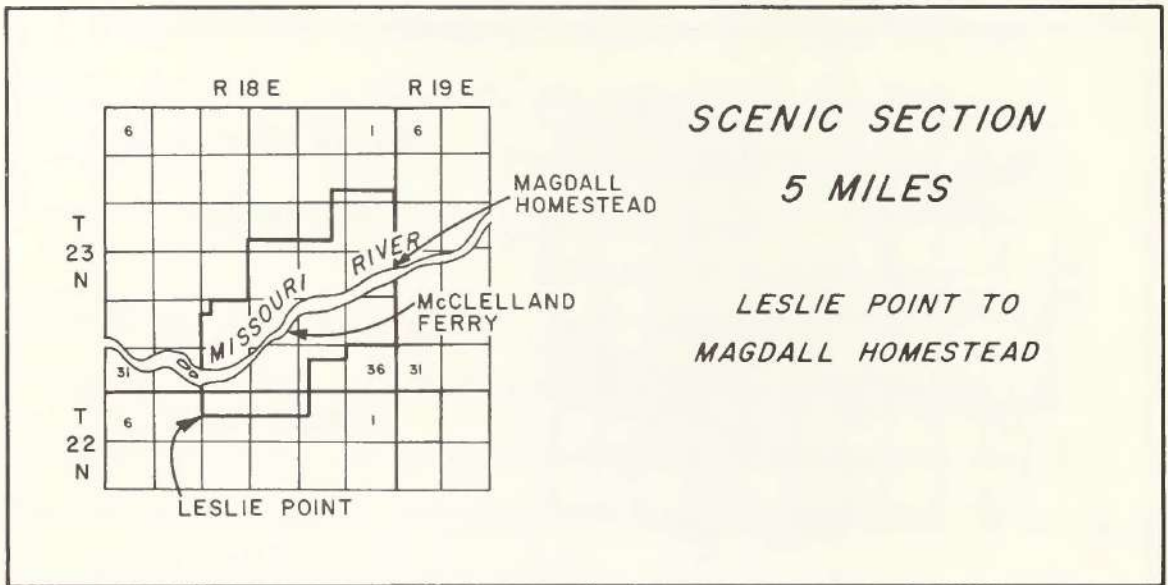 R 18 E
R 19 E
6
1
6
MAGDALL
HOMESTEAD
T
23
N
MISSOURI RIVER
McCLELLAND
FERRY
31
36
31
T
22
N
6
1
LESLIE POINT
SCENIC SECTION
5 MILES
LESLIE POINT TO
MAGDALL HOMESTEAD